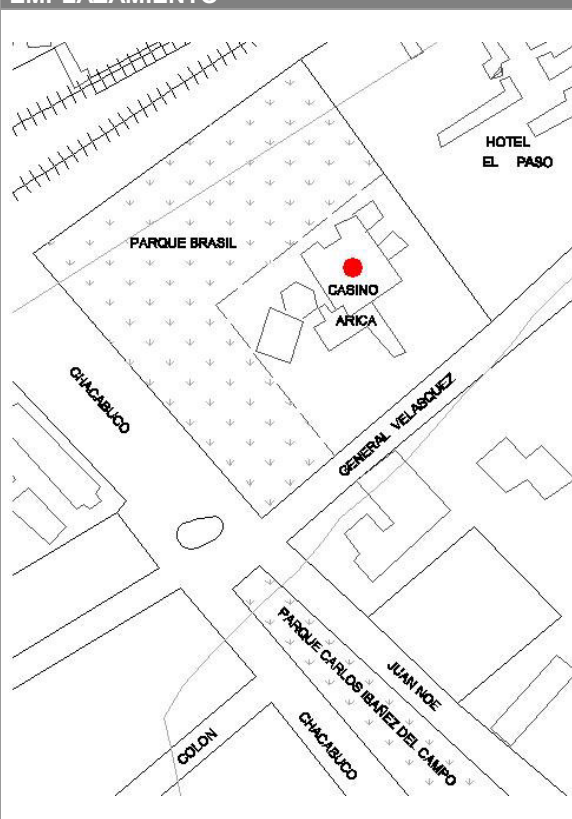 EMPLAZAMIENTO
HOTEL
EL PASO
PARQUE BRASIL
CASINO
ARICA
CHACABUCO
GENERAL VELASQUEZ
PARQUE CARLOS IBAÑEZ DEL CAMPO
JUAN NOE
COLON
CHACABUCO